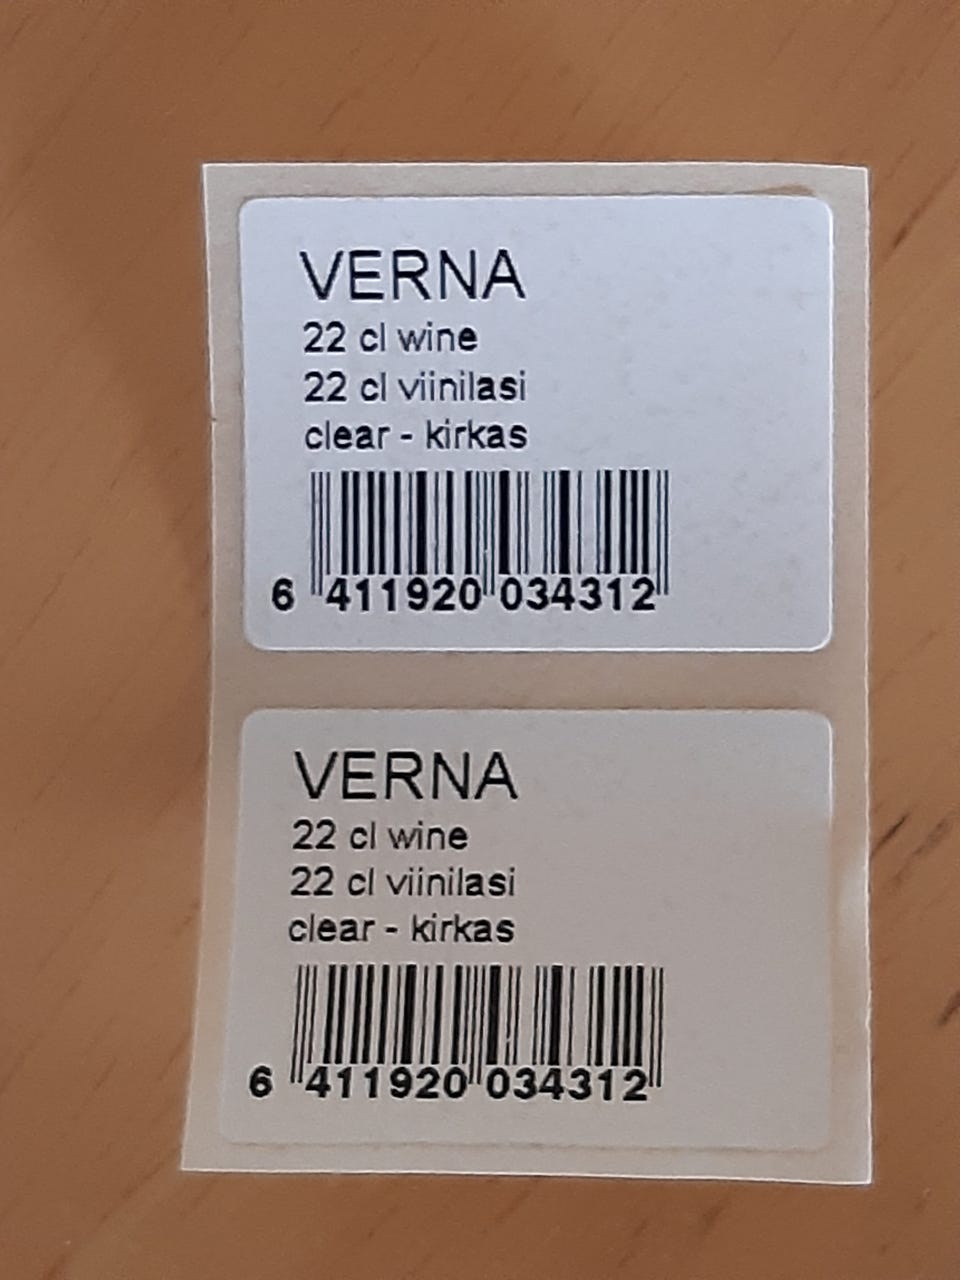 VERNA
22 cl wine
22 cl viinilasi
clear - kirkas
6 411920 034312
VERNA
22 cl wine
22 cl viinilasi
clear - kirkas
6 411920 034312